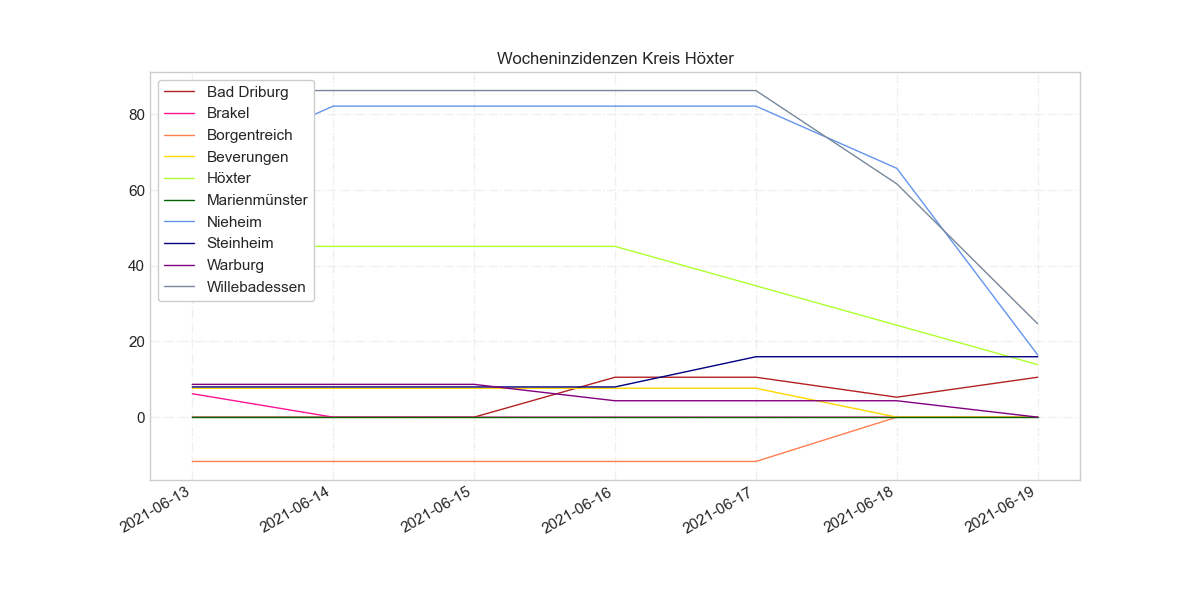 Wocheninzidenzen Kreis Höxter
Bad Driburg
Brakel
Borgentreich
Beverungen
Höxter
Marienmünster
Nieheim
Steinheim
Warburg
Willebadessen
80
60
40
20
0
2021-06-13
2021-06-14
2021-06-15
2021-06-16
2021-06-17
2021-06-18
2021-06-19